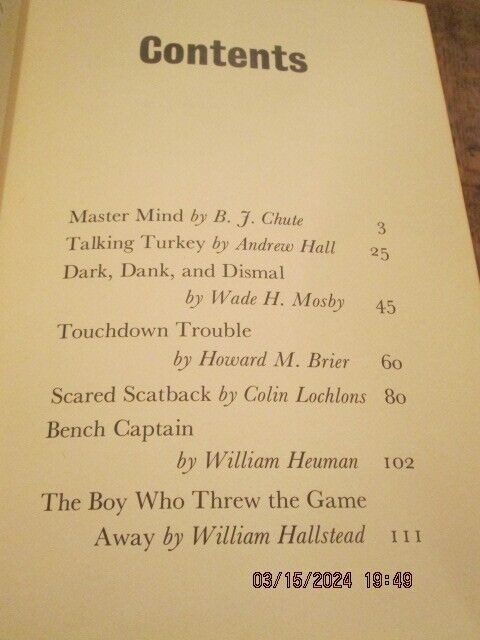 Contents
Master Mind by B. J. Chute 3
Talking Turkey by Andrew Hall 25
Dark, Dank, and Dismal
by Wade H. Mosby 45
Touchdown Trouble
by Howard M. Brier 60
Scared Scatback by Colin Lochlons 80
Bench Captain
by William Heuman 102
The Boy Who Threw the Game
Away by William Hallstead 111
03/15/2024 19:49